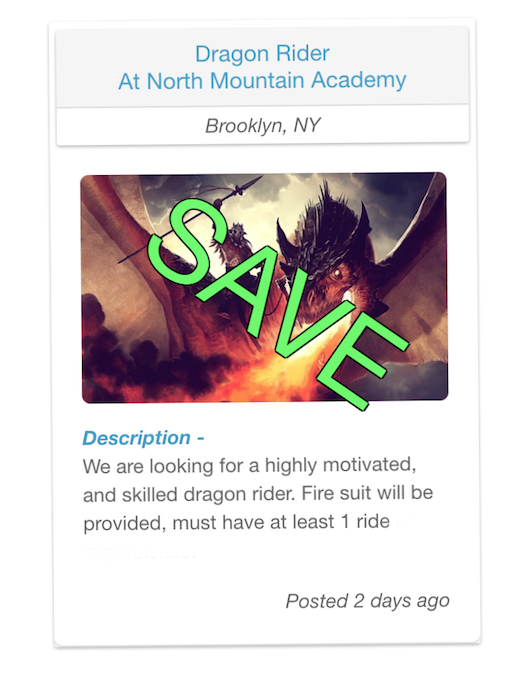 Dragon Rider
At North Mountain Academy
Brooklyn, NY
SAVE
Description -
We are looking for a highly motivated,
and skilled dragon rider. Fire suit will be
provided, must have at least 1 ride
Posted 2 days ago